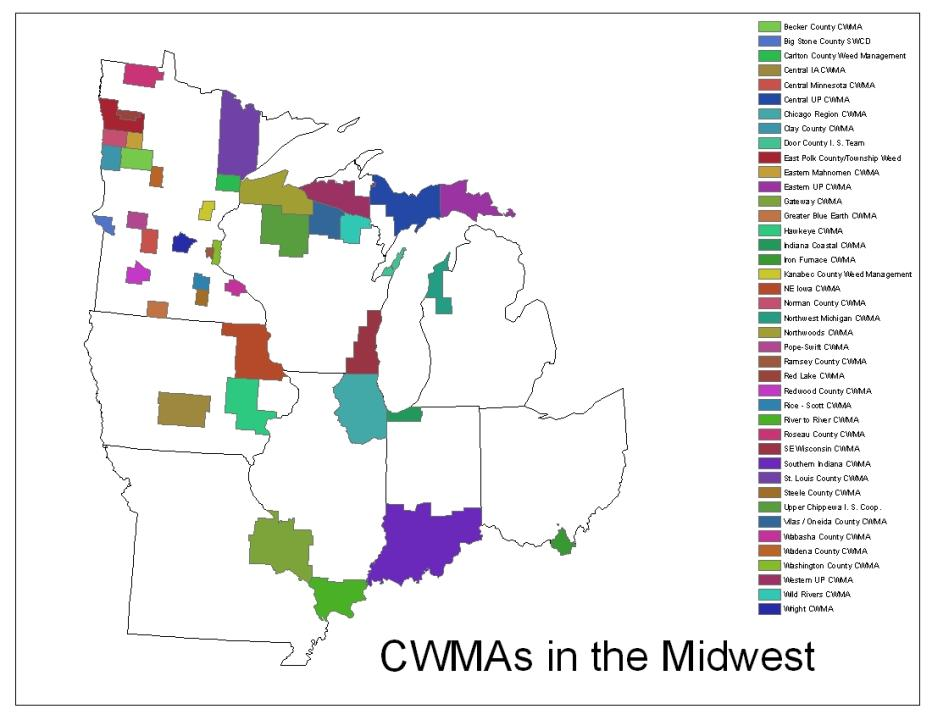 Becker County CWMA
Big Stone County SWCD
Carlton County Weed Management
Central IA CWMA
Central Minnesota CWMA
Central UP CWMA
Chicago Region CWMA
Clay County CWMA
Door County I. S. Team
East Polk County/Township Weed
Eastern Mahnomen CWMA
Eastern UP CWMA
Gateway CWMA
Greater Blue Earth CWMA
Hawkeye CWMA
Indiana Coastal CWMA
Iron Furnace CWMA
Kanabec County Weed Management
NE Iowa CWMA
Norman County CWMA
Northwest Michigan CWMA
Northwoods CWMA
Pope-Swift CWMA
Ramsey County CWMA
Red Lake CWMA
Redwood County CWMA
Rice - Scott CWMA
River to River CWMA
Roseau County CWMA
SE Wisconsin CWMA
Southern Indiana CWMA
St. Louis County CWMA
Steele County CWMA
Upper Chippewa I. S. Coop.
Vilas / Oneida County CWMA
Wabasha County CWMA
Wadena County CWMA
Washington County CWMA
Western UP CWMA
Wild Rivers CWMA
Wright CWMA
CWMAs in the Midwest